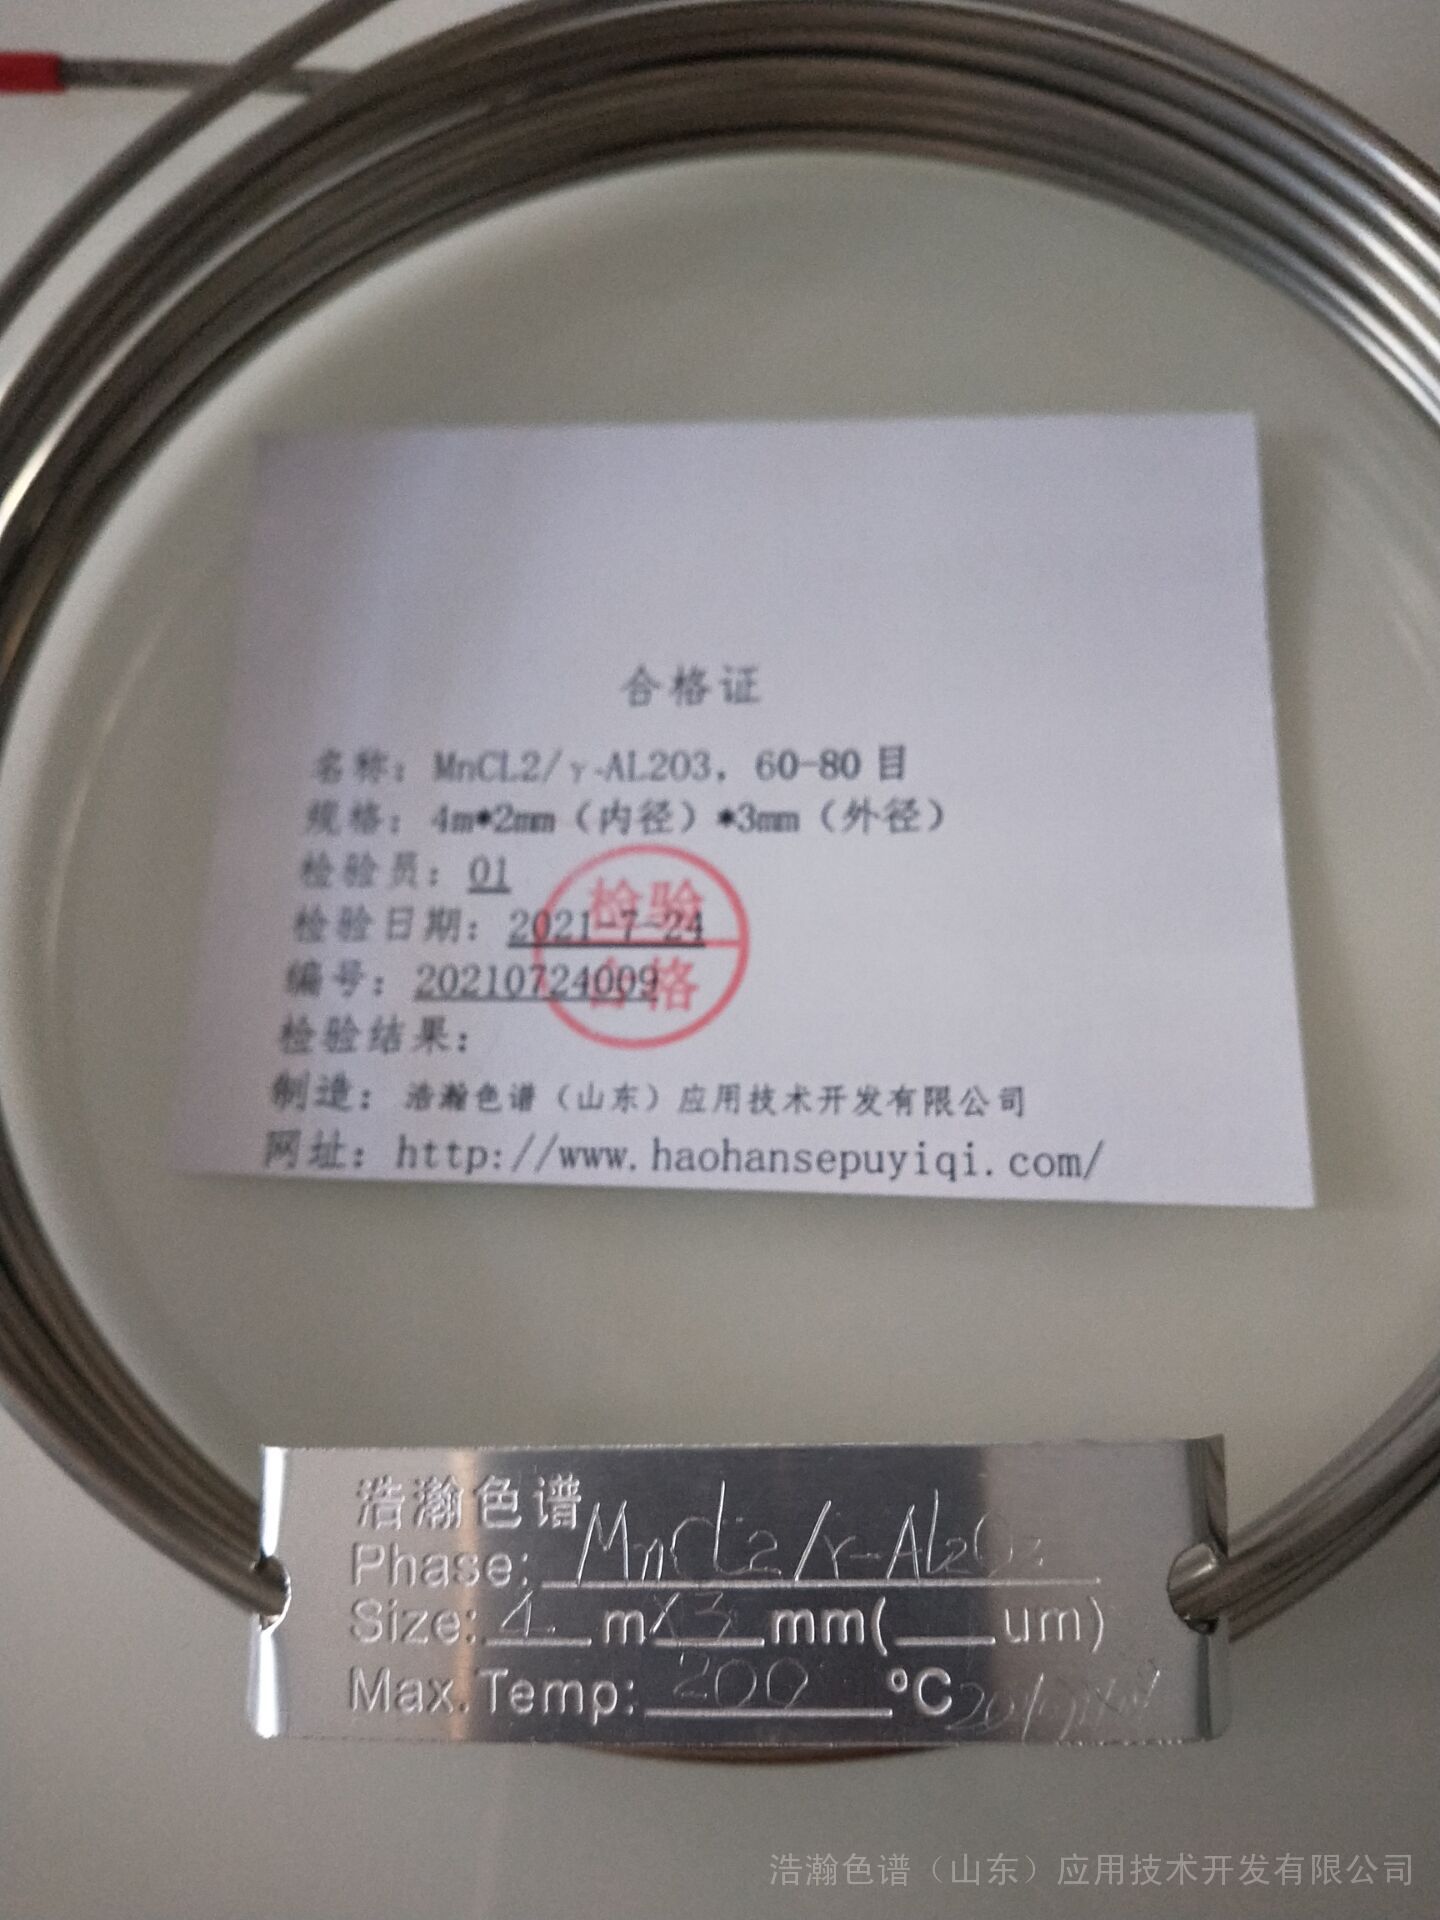 合格证
名称：MnCL2/γ-AL2O3，60-80目
规格：4m*2mm（内径）*3mm（外径）
检验员：01
检验日期：2021-7-24
编号：20210724009
检验结果：
检验
合格
制造：浩瀚色谱（山东）应用技术开发有限公司
网址：http://www.haohansepuyiqi.com/
浩瀚色谱
Phase: MnCl2/γ-Al2O3
Size: 4 m×3 mm(___um)
Max.Temp: 200 ºC
浩瀚色谱（山东）应用技术开发有限公司